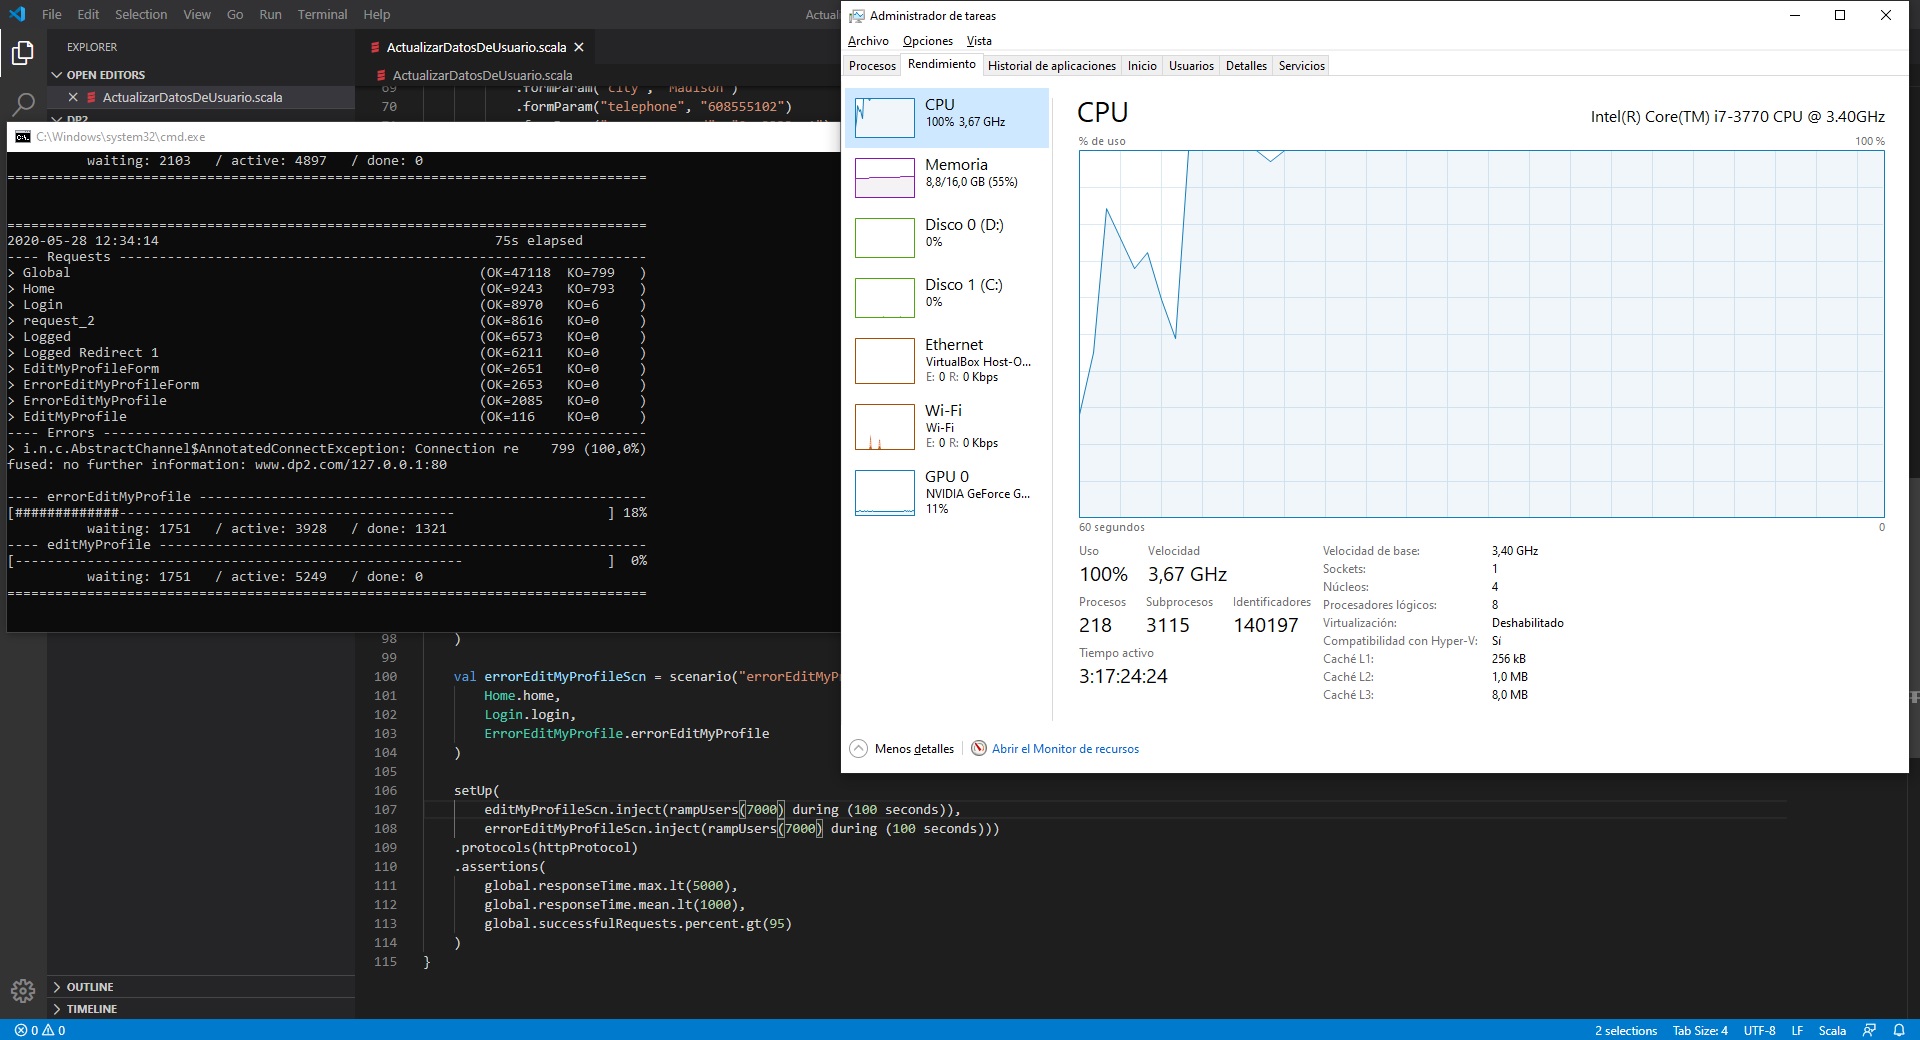 File Edit Selection View Go Run Terminal Help
Actuali
EXPLORER
OPEN EDITORS
ActualizarDatosDeUsuario.scala
DP2
ActualizarDatosDeUsuario.scala
ActualizarDatosDeUsuario.scala
69 .formParam("city", "Madison")
70 .formParam("telephone", "608555102")
C:\Windows\system32\cmd.exe
waiting: 2103 / active: 4897 / done: 0
================================================================================
================================================================================
2020-05-28 12:34:14 75s elapsed
---- Requests ------------------------------------------------------------------
> Global (OK=47118 KO=799 )
> Home (OK=9243 KO=793 )
> Login (OK=8970 KO=6 )
> request_2 (OK=8616 KO=0 )
> Logged (OK=6573 KO=0 )
> Logged Redirect 1 (OK=6211 KO=0 )
> EditMyProfileForm (OK=2651 KO=0 )
> ErrorEditMyProfileForm (OK=2653 KO=0 )
> ErrorEditMyProfile (OK=2085 KO=0 )
> EditMyProfile (OK=116 KO=0 )
---- Errors --------------------------------------------------------------------
> i.n.c.AbstractChannel$AnnotatedConnectException: Connection re 799 (100,0%)
fused: no further information: www.dp2.com/127.0.0.1:80
---- errorEditMyProfile --------------------------------------------------------
[#############------------------------------------------ ] 18%
waiting: 1751 / active: 3928 / done: 1321
---- editMyProfile -------------------------------------------------------------
[-------------------------------------------------------- ] 0%
waiting: 1751 / active: 5249 / done: 0
================================================================================
98 )
99
100 val errorEditMyProfileScn = scenario("errorEditMyP
101 Home.home,
102 Login.login,
103 ErrorEditMyProfile.errorEditMyProfile
104 )
105
106 setUp(
107 editMyProfileScn.inject(rampUsers(7000) during (100 seconds)),
108 errorEditMyProfileScn.inject(rampUsers(7000) during (100 seconds)))
109 .protocols(httpProtocol)
110 .assertions(
111 global.responseTime.max.lt(5000),
112 global.responseTime.mean.lt(1000),
113 global.successfulRequests.percent.gt(95)
114 )
115 }
OUTLINE
TIMELINE
0 0
2 selections Tab Size: 4 UTF-8 LF Scala
Administrador de tareas
Archivo Opciones Vista
Procesos Rendimiento Historial de aplicaciones Inicio Usuarios Detalles Servicios
CPU
100% 3,67 GHz
Memoria
8,8/16,0 GB (55%)
Disco 0 (D:)
0%
Disco 1 (C:)
0%
Ethernet
VirtualBox Host-O...
E: 0 R: 0 Kbps
Wi-Fi
Wi-Fi
E: 0 R: 0 Kbps
GPU 0
NVIDIA GeForce G...
11%
CPU
Intel(R) Core(TM) i7-3770 CPU @ 3.40GHz
% de uso 100 %
60 segundos 0
Uso Velocidad
100% 3,67 GHz
Procesos Subprocesos Identificadores
218 3115 140197
Tiempo activo
3:17:24:24
Velocidad de base: 3,40 GHz
Sockets: 1
Núcleos: 4
Procesadores lógicos: 8
Virtualización: Deshabilitado
Compatibilidad con Hyper-V: Sí
Caché L1: 256 kB
Caché L2: 1,0 MB
Caché L3: 8,0 MB
Menos detalles
Abrir el Monitor de recursos